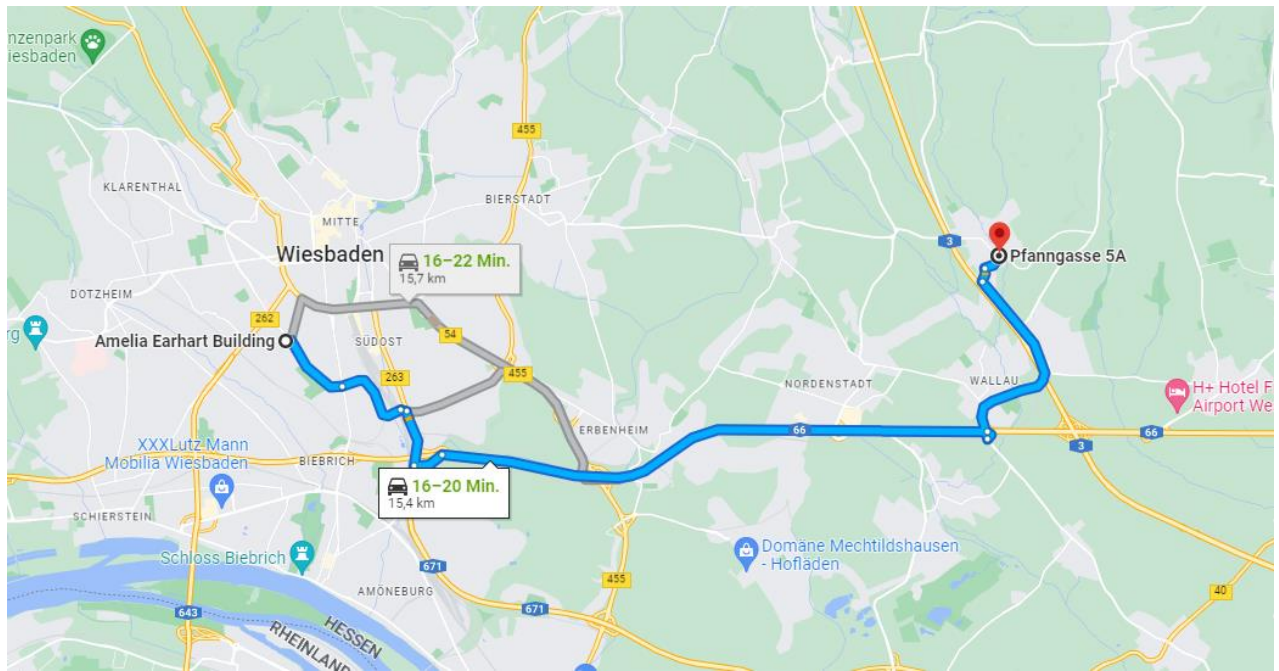 nzenpark
iesbaden
455
KLARENTHAL
BIERSTADT
MITTE
3
Wiesbaden
16–22 Min.
15,7 km
Pfanngasse 5A
DOTZHEIM
262
rg
Amelia Earhart Building
SÜDOST
54
455
263
NORDENSTADT
WALLAU
H+ Hotel F
Airport We
XXXLutz Mann
Mobilia Wiesbaden
BIEBRICH
ERBENHEIM
66
66
3
16–20 Min.
15,4 km
SCHIERSTEIN
Schloss Biebrich
Domäne Mechtildshausen
- Hofläden
671
455
AMÖNEBURG
40
643
671
HESSEN
RHEINLAN